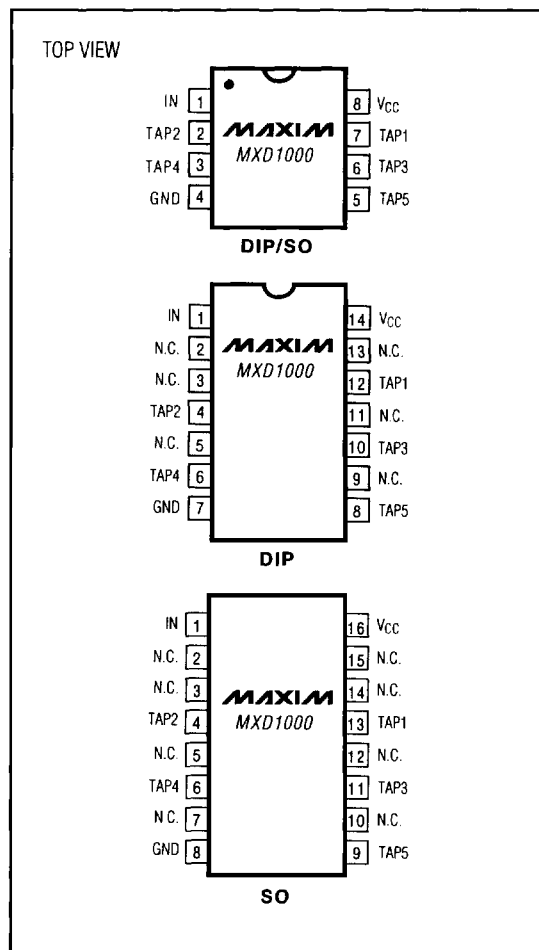 TOP VIEW
IN 1 8 VCC
TAP2 2 MAXIM 7 TAP1
TAP4 3 MXD1000 6 TAP3
GND 4 5 TAP5
DIP/SO
IN 1 14 VCC
N.C. 2 MAXIM 13 N.C.
N.C. 3 MXD1000 12 TAP1
TAP2 4 11 N.C.
N.C. 5 10 TAP3
TAP4 6 9 N.C.
GND 7 8 TAP5
DIP
IN 1 16 VCC
N.C. 2 15 N.C.
N.C. 3 MAXIM 14 N.C.
TAP2 4 MXD1000 13 TAP1
N.C. 5 12 N.C.
TAP4 6 11 TAP3
N.C. 7 10 N.C.
GND 8 9 TAP5
SO